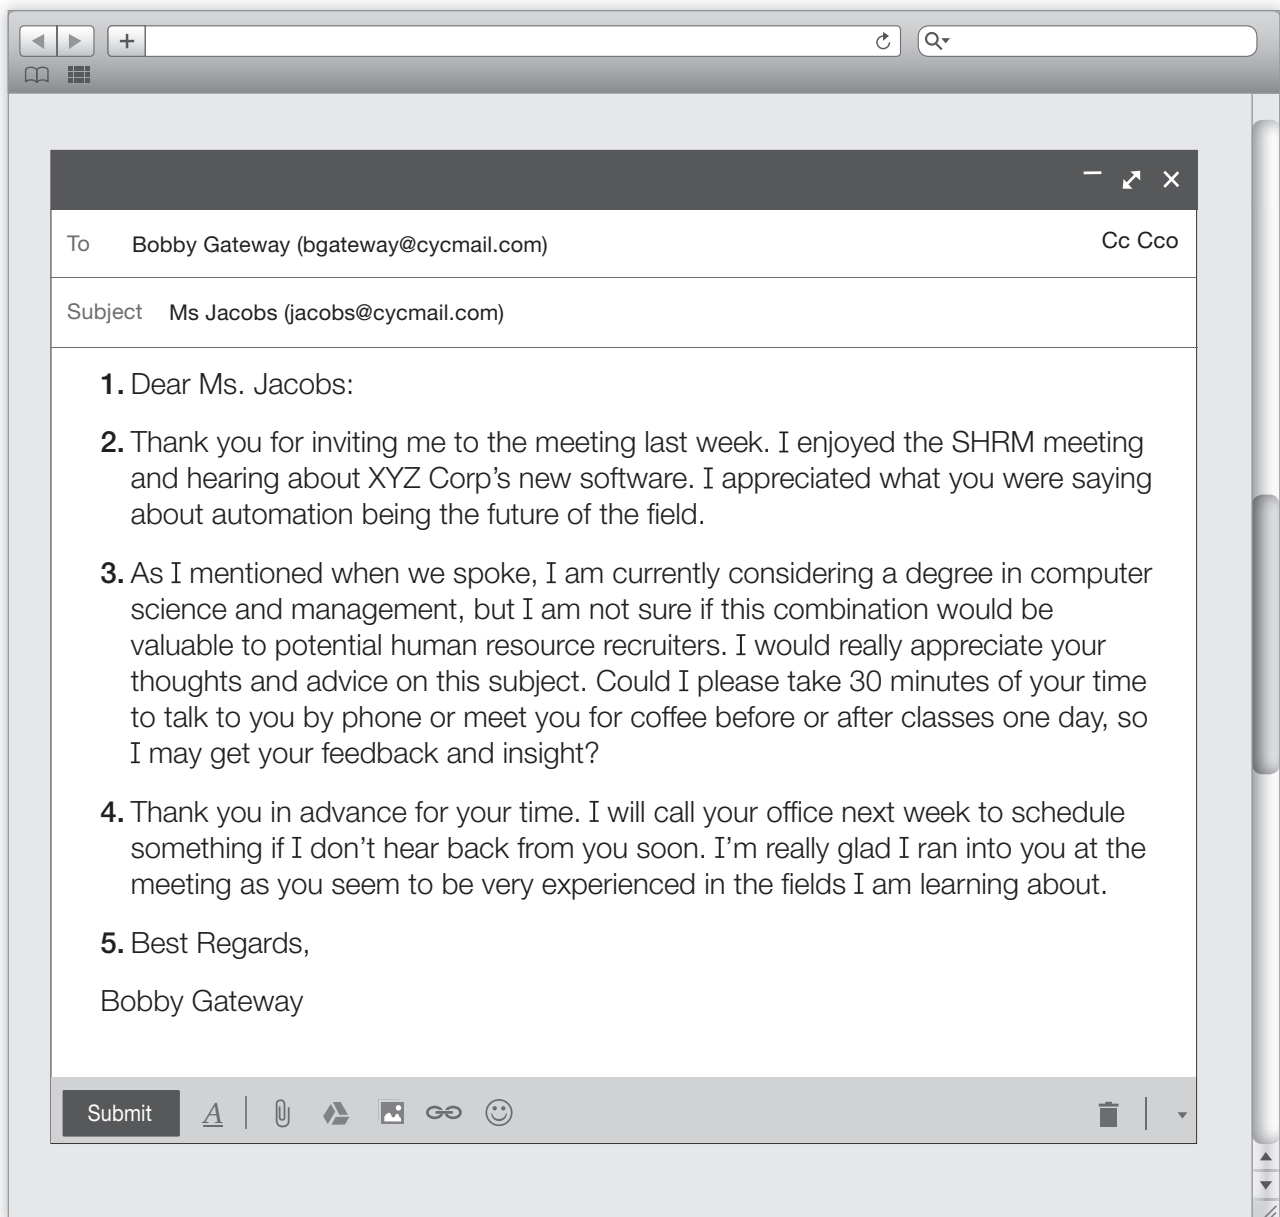 To Bobby Gateway (bgateway@cycmail.com) Cc Cco
Subject Ms Jacobs (jacobs@cycmail.com)
1. Dear Ms. Jacobs:
2. Thank you for inviting me to the meeting last week. I enjoyed the SHRM meeting
and hearing about XYZ Corp's new software. I appreciated what you were saying
about automation being the future of the field.
3. As I mentioned when we spoke, I am currently considering a degree in computer
science and management, but I am not sure if this combination would be
valuable to potential human resource recruiters. I would really appreciate your
thoughts and advice on this subject. Could I please take 30 minutes of your time
to talk to you by phone or meet you for coffee before or after classes one day, so
I may get your feedback and insight?
4. Thank you in advance for your time. I will call your office next week to schedule
something if I don't hear back from you soon. I'm really glad I ran into you at the
meeting as you seem to be very experienced in the fields I am learning about.
5. Best Regards,
Bobby Gateway
Submit A